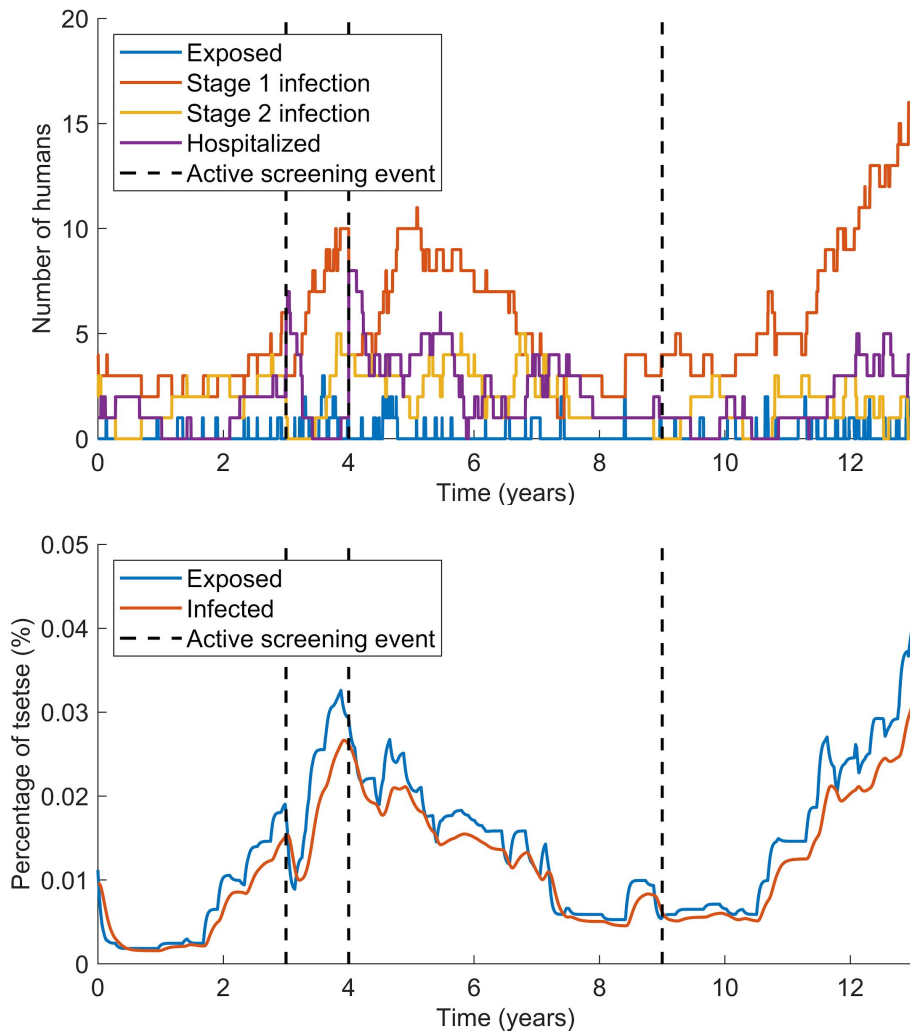 20
15
10
5
0
Number of humans
Exposed
Stage 1 infection
Stage 2 infection
Hospitalized
Active screening event
0 2 4 6 8 10 12
Time (years)
0.05
0.04
0.03
0.02
0.01
0
Percentage of tsetse (%)
Exposed
Infected
Active screening event
0 2 4 6 8 10 12
Time (years)